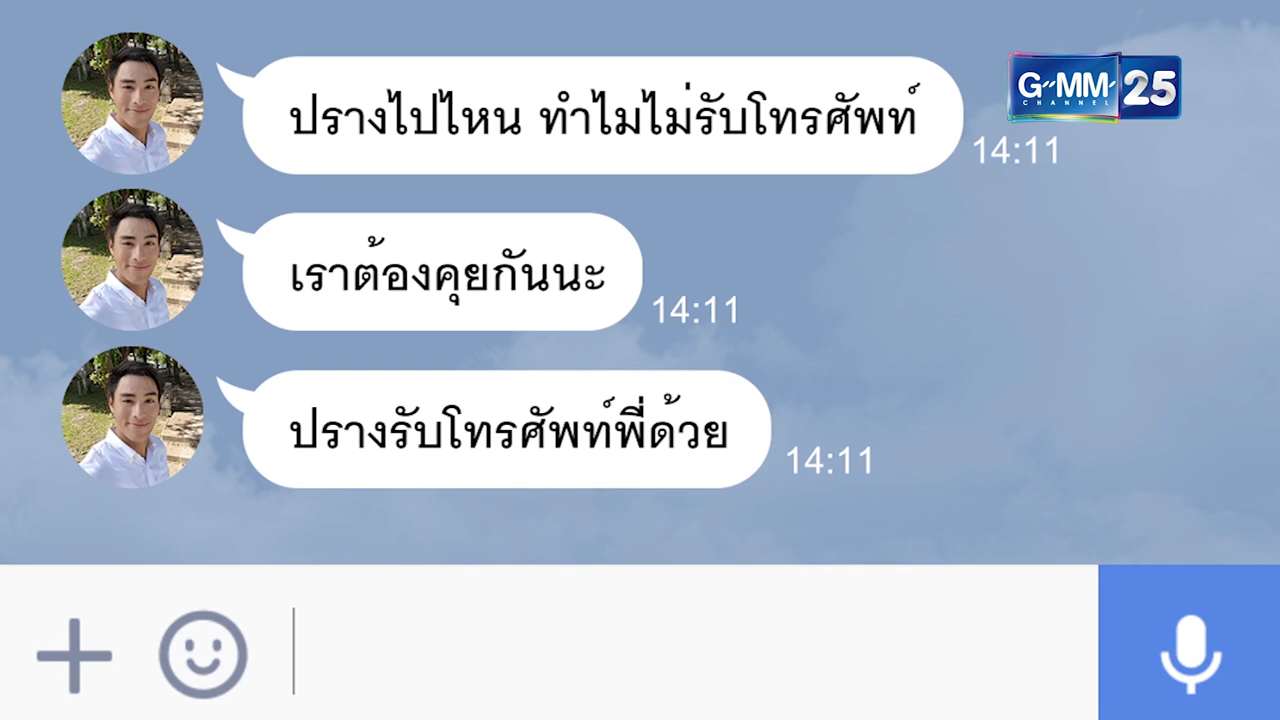 ปรางไปไหน ทำไมไม่รับโทรศัพท์
14:11
เราต้องคุยกันนะ
14:11
ปรางรับโทรศัพท์พี่ด้วย
14:11
GMM 25
CHANNEL